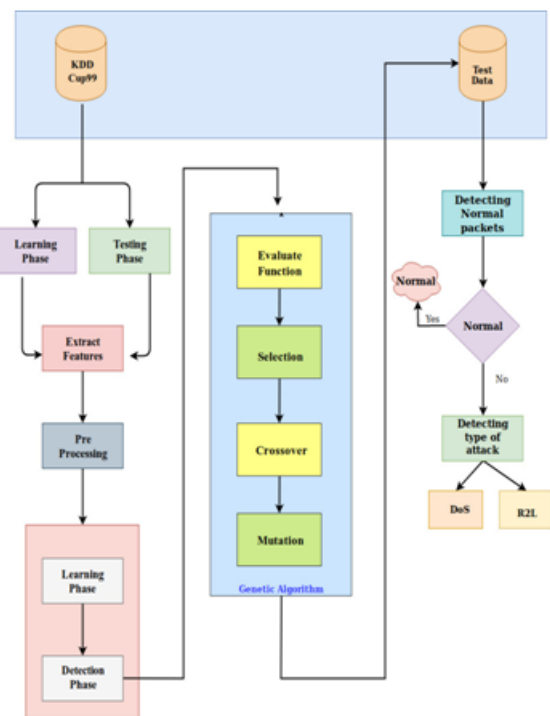 KDD
Cup99
Test
Data
Learning
Phase
Testing
Phase
Extract
Features
Pre
Processing
Learning
Phase
Detection
Phase
Evaluate
Function
Selection
Crossover
Mutation
Genetic Algorithm
Detecting
Normal
packets
Normal
Yes
Normal
No
Detecting
type of
attack
DoS
R2L